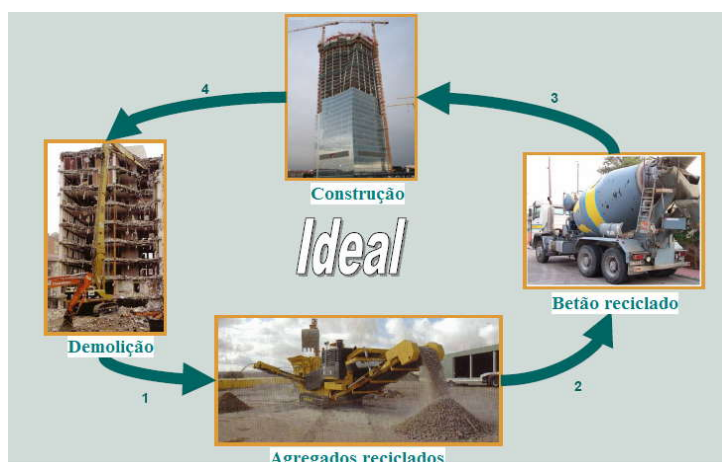 4
3
Construção
Ideal
Betão reciclado
Demolição
1
2
Agregados reciclados